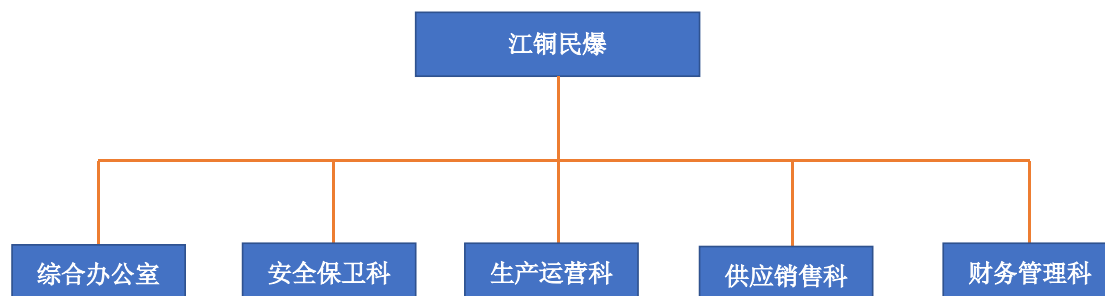 江铜民爆
综合办公室
安全保卫科
生产运营科
供应销售科
财务管理科